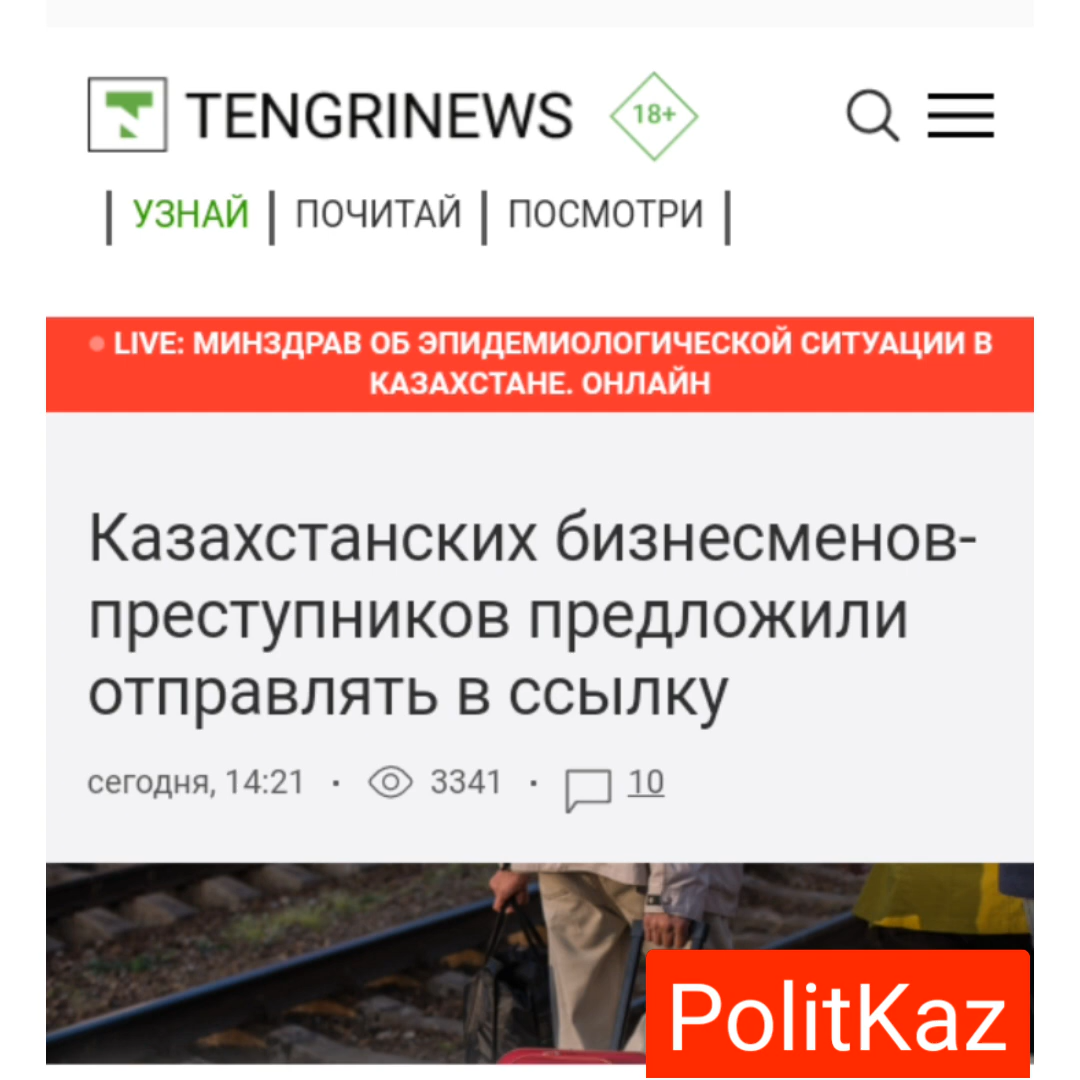 TENGRINEWS 18+
| УЗНАЙ | ПОЧИТАЙ | ПОСМОТРИ |
LIVE: МИНЗДРАВ ОБ ЭПИДЕМИОЛОГИЧЕСКОЙ СИТУАЦИИ В
КАЗАХСТАНЕ. ОНЛАЙН
Казахстанских бизнесменов-
преступников предложили
отправлять в ссылку
сегодня, 14:21 · 3341 · 10
PolitKaz